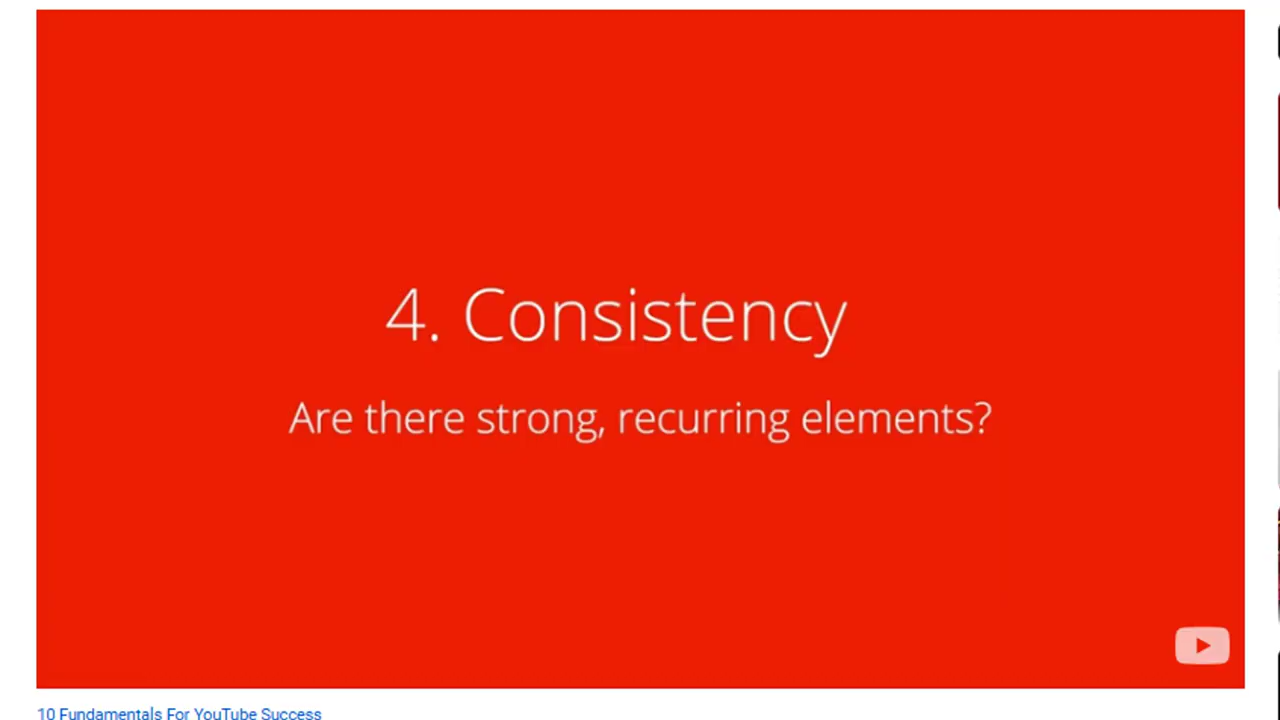 4. Consistency
Are there strong, recurring elements?
10 Fundamentals For YouTube Success